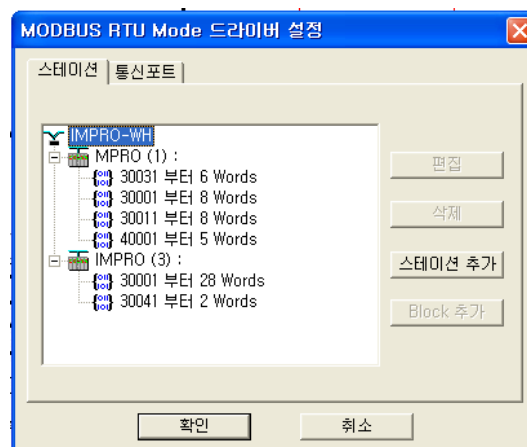 MODBUS RTU Mode 드라이버 설정
스테이션 통신포트
IMPRO-WH
MPRO (1) :
30031 부터 6 Words
30001 부터 8 Words
30011 부터 8 Words
40001 부터 5 Words
IMPRO (3) :
30001 부터 28 Words
30041 부터 2 Words
편집
삭제
스테이션 추가
Block 추가
확인 취소